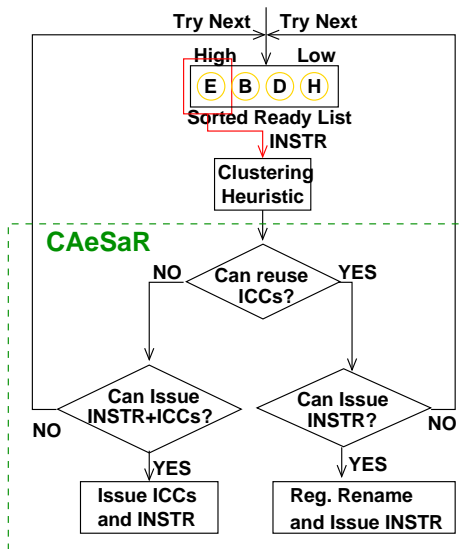 Try Next Try Next
High Low
E B D H
Sorted Ready List
INSTR
Clustering
Heuristic
CAeSaR
NO YES
Can reuse
ICCs?
Can Issue
INSTR+ICCs?
Can Issue
INSTR?
NO NO
YES YES
Issue ICCs
and INSTR
Reg. Rename
and Issue INSTR